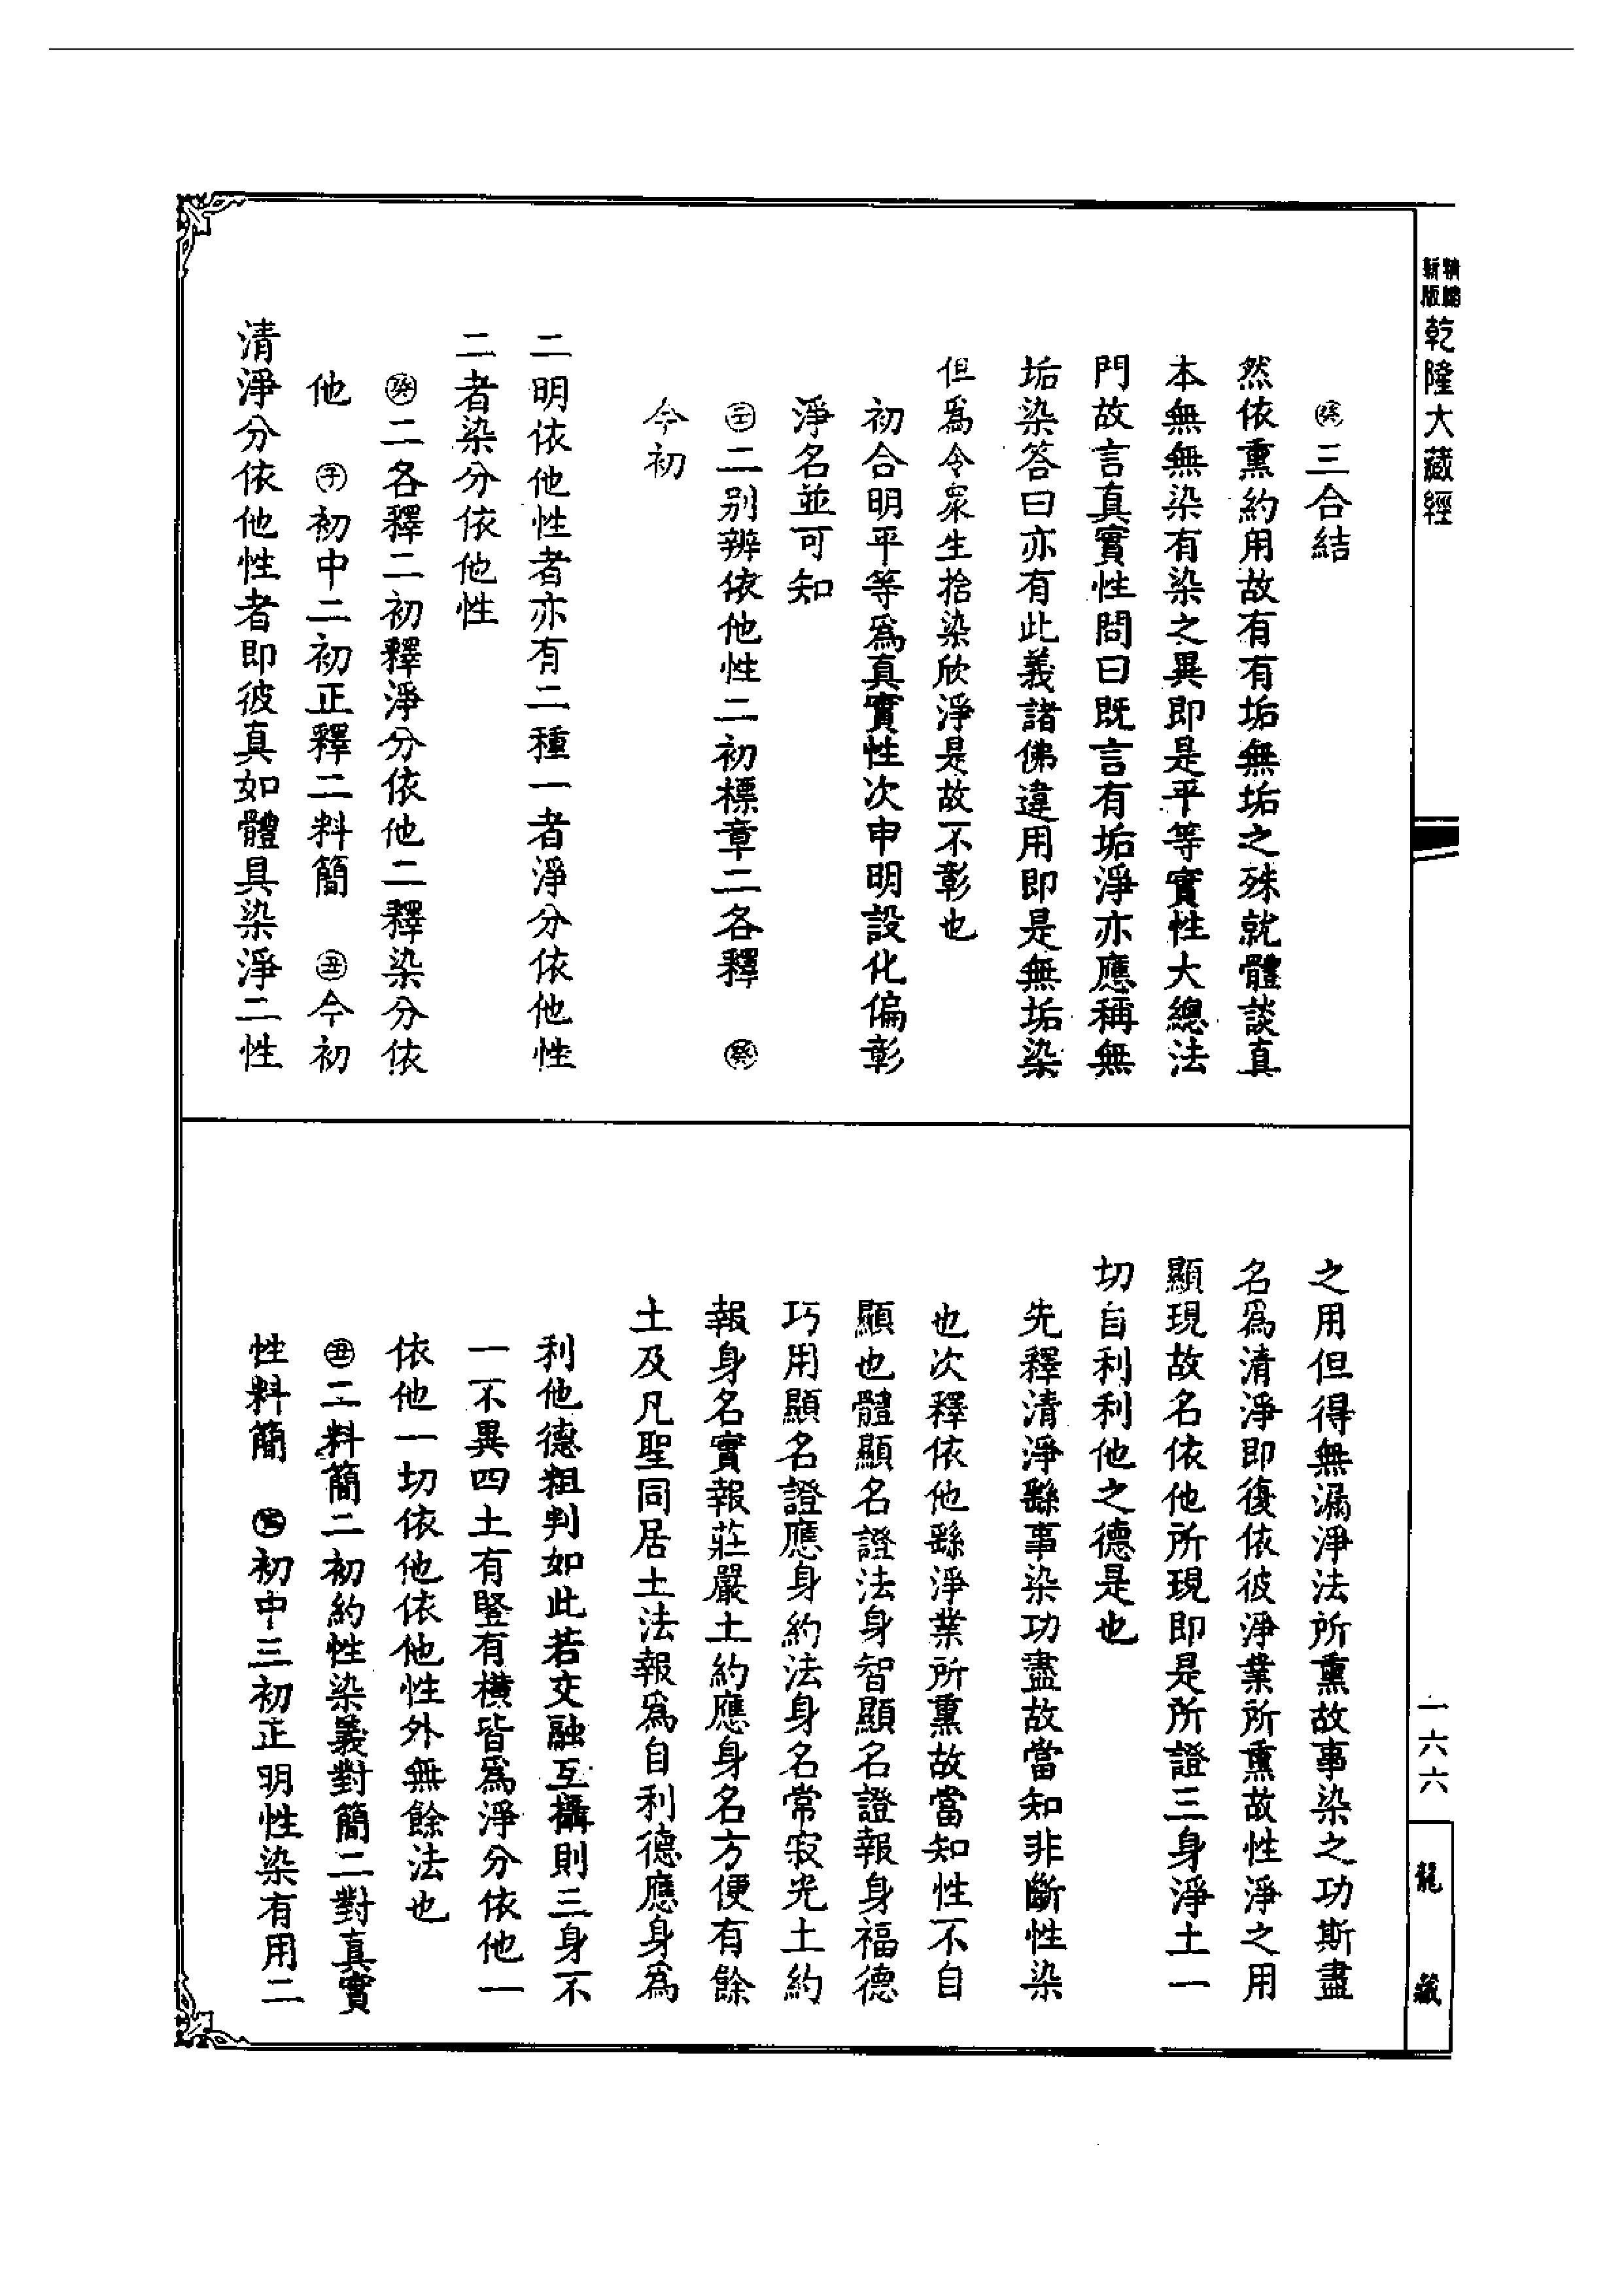 新版精縮乾隆大藏經
㊌三合結
然依熏約用故有有垢無垢之殊就體談真
本無無染有染之異即是平等實性大總法
門故言真實性問曰既言有垢淨亦應稱無
垢染答曰亦有此義諸佛違用即是無垢染
但爲令衆生捨染欣淨是故不彰也
初合明平等爲真實性次申明設化偏彰
淨名並可知
二別辨依他性二初標章二各釋 癸
今初
二明依他性者亦有二種一者淨分依他性
二者染分依他性
癸二各釋二初釋淨分依他二釋染分依
他 子初中二初正釋二料簡 丑今初
清淨分依他性者即彼真如體具染淨二性
之用但得無漏淨法所熏故事染之功斯盡
名爲清淨即復依彼淨業所熏故性淨之用
顯現故名依他所現即是所證三身淨土一
切自利利他之德是也
先釋清淨繇事染功盡故當知非斷性染
也次釋依他繇淨業所熏故當知性不自
顯也體顯名證法身智顯名證報身福德
巧用顯名證應身約法身名常寂光土約
報身名實報莊嚴土約應身名方便有餘
土及凡聖同居土法報爲自利德應身爲
利他德粗判如此若交融互攝則三身不
一不異四土有豎有橫皆爲淨分依他一
依他一切依他依他性外無餘法也
丑二料簡二初約性染義對簡二對真實
性料簡 初中三初正明性染有用二
一六六
龍藏